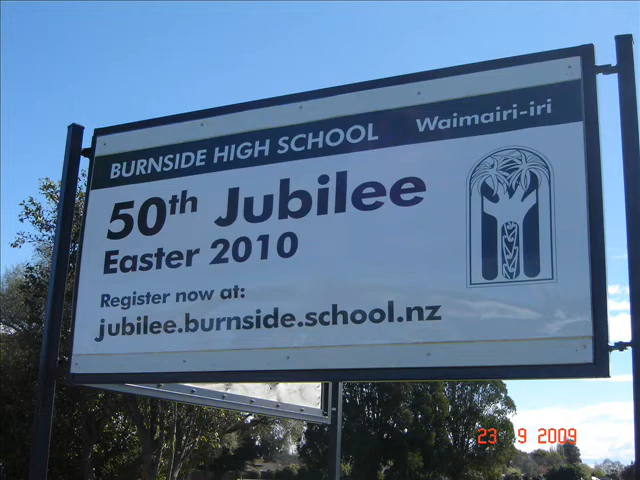 BURNSIDE HIGH SCHOOL Waimairi-iri
50th Jubilee
Easter 2010
Register now at:
jubilee.burnside.school.nz
23 9 2009